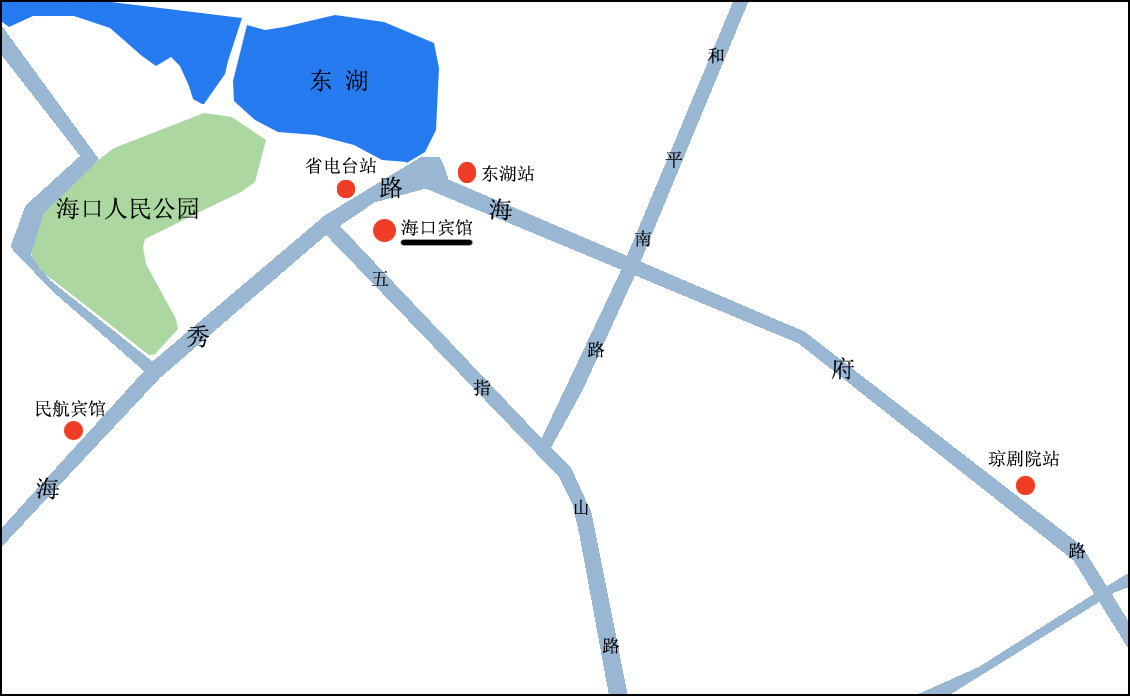 东 湖
省电台站
东湖站
海口人民公园
海口宾馆
海秀路
海府路
和平南路
五指山路
民航宾馆
琼剧院站